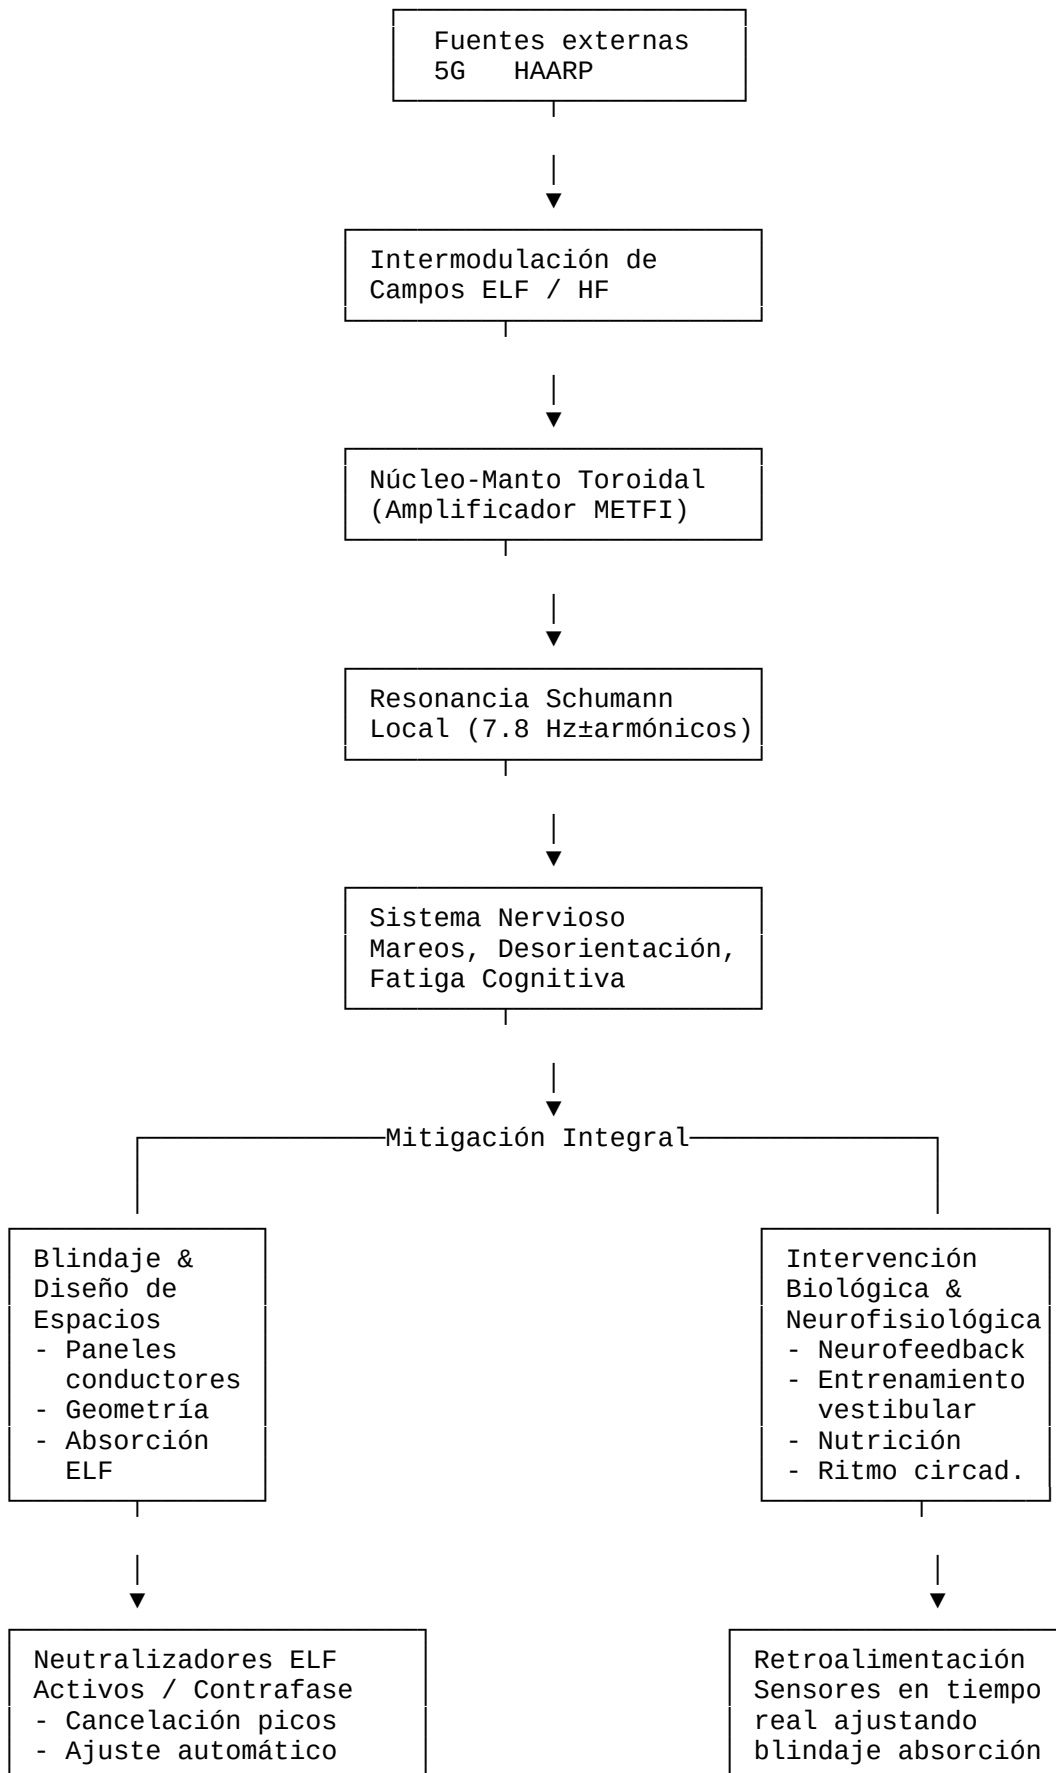 Fuentes externas
5G HAARP
Intermodulación de
Campos ELF / HF
Núcleo-Manto Toroidal
(Amplificador METFI)
Resonancia Schumann
Local (7.8 Hz±armónicos)
Sistema Nervioso
Mareos, Desorientación,
Fatiga Cognitiva
Mitigación Integral
Blindaje &
Diseño de
Espacios
- Paneles
conductores
- Geometría
- Absorción
ELF
Intervención
Biológica &
Neurofisiológica
- Neurofeedback
- Entrenamiento
vestibular
- Nutrición
- Ritmo circad.
Neutralizadores ELF
Activos / Contrafase
- Cancelación picos
- Ajuste automático
Retroalimentación
Sensores en tiempo
real ajustando
blindaje absorción